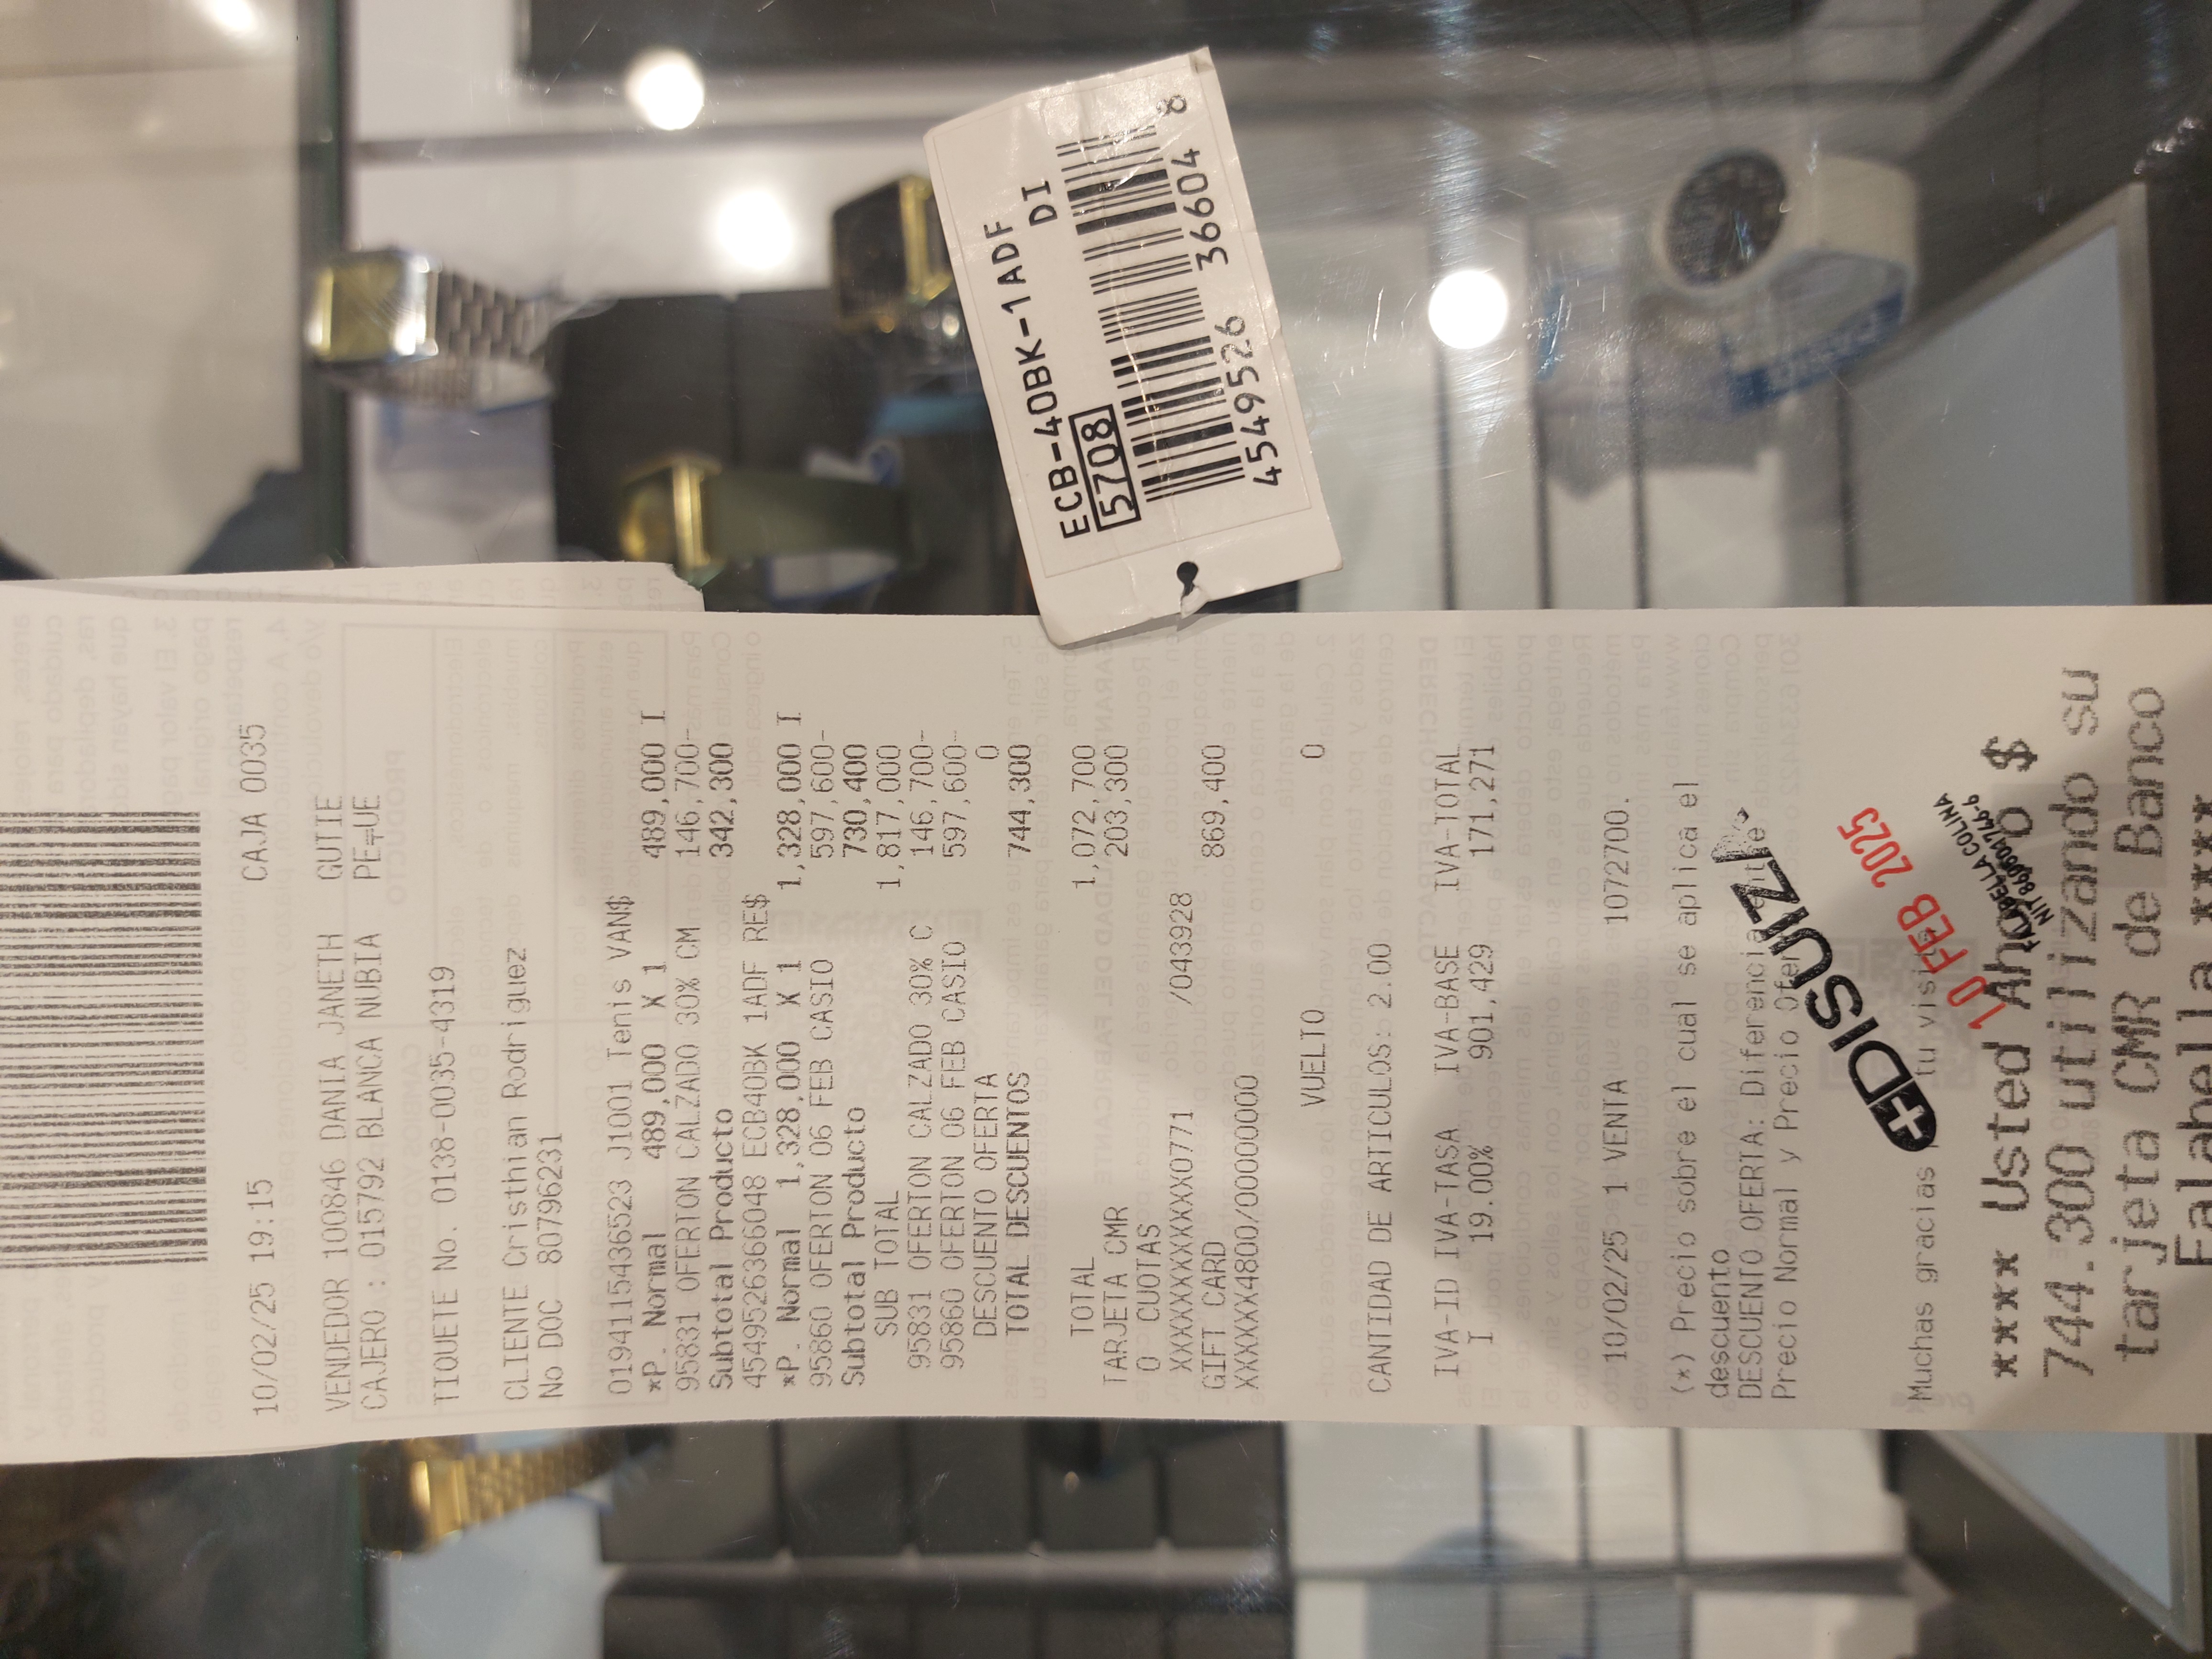 ECB-40BK-1ADF
5708 DI
4549526 36604 8
10/02/25 19:15 CAJA 0035
VENDEDOR 100846 DANIA JANETH GUTIE
CAJERO : 015792 BLANCA NUBIA PE=UE
TIQUETE No. 0138-0035-4319
CLIENTE Cristhian Rodriguez
No DOC 80796231
0194115436523 J1001 Tenis VAN$
*P. Normal 489,000 X 1 489,000 I
95831 OFERTON CALZADO 30% CM 146,700-
Subtotal Producto 342,300
4549526366048 ECB40BK 1ADF RE$
*P. Normal 1,328,000 X 1 1,328,000 I
95860 OFERTON 06 FEB CASIO 597,600-
Subtotal Producto 730,400
SUB TOTAL 1,817,000
95831 OFERTON CALZADO 30% C 146,700-
95860 OFERTON 06 FEB CASIO 597,600-
DESCUENTO OFERTA 0
TOTAL DESCUENTOS 744,300
TOTAL 1,072,700
TARJETA CMR 203,300
0 CUOTAS
XXXXXXXXXXXX0771 /043928
GIFT CARD 869,400
XXXXXX4800/000000000
VUELTO 0
CANTIDAD DE ARTICULOS: 2.00
IVA-ID IVA-TASA IVA-BASE IVA-TOTAL
I 19.00% 901,429 171,271
10/02/25 1 VENTA 1072700.
(*) Precio sobre el cual se aplica el
descuento
DESCUENTO OFERTA: Diferencia
Precio Normal y Precio
+DISUIZA
10 FEB 2025
FALABELLA COLINA
Muchas gracias tu visita
**** Usted Ahorro $
744.300 utilizando su
tarjeta CMR de Banco
Falabella ****